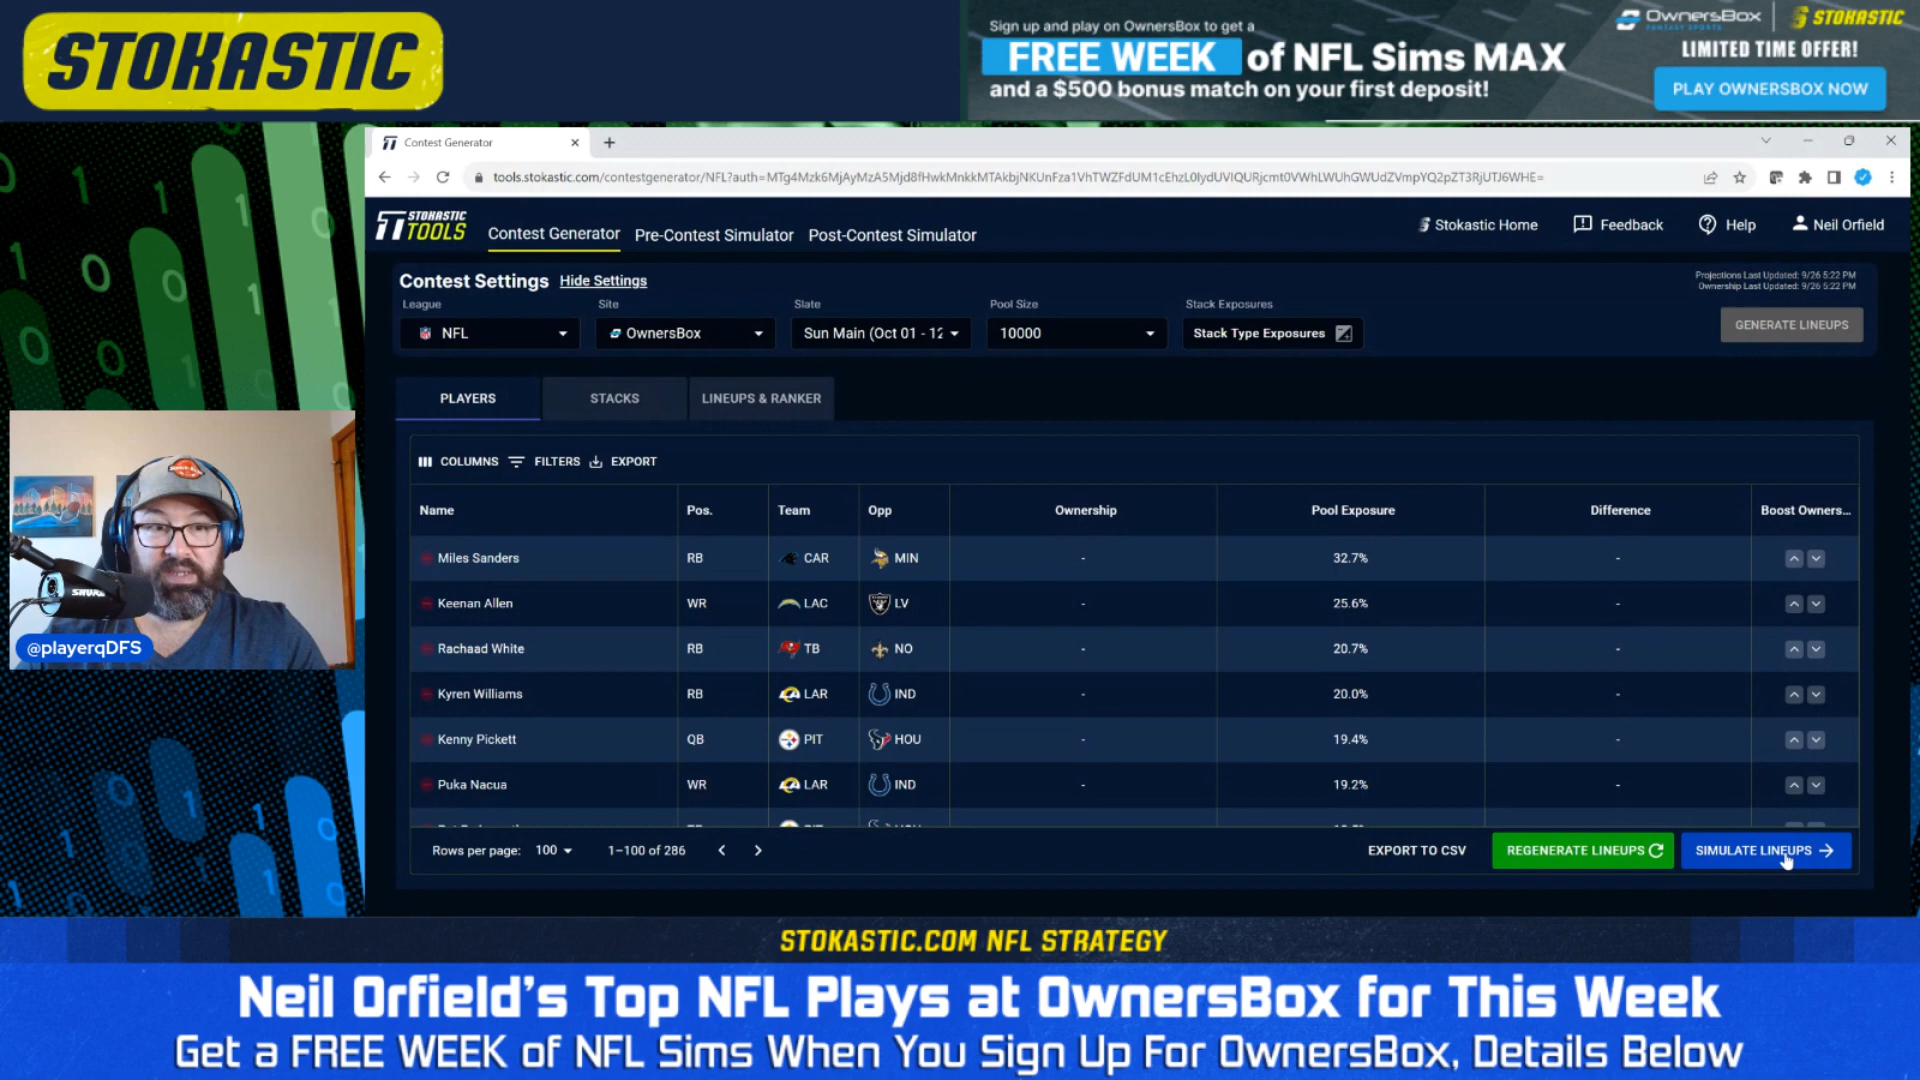 STOKASTIC
Sign up and play on OwnersBox to get a
FREE WEEK of NFL Sims MAX
and a $500 bonus match on your first deposit!
OwnersBox
FANTASY SPORTS
STOKASTIC
LIMITED TIME OFFER!
PLAY OWNERSBOX NOW
Contest Generator
STOKASTIC
TOOLS
Contest Generator Pre-Contest Simulator Post-Contest Simulator
Stokastic Home Feedback Help Neil Orfield
Contest Settings Hide Settings
Projections Last Updated: 9/26 5:22 PM
Ownership Last Updated: 9/26 5:22 PM
League Site Slate Pool Size Stack Exposures
NFL OwnersBox Sun Main (Oct 01 - 12 10000 Stack Type Exposures
GENERATE LINEUPS
PLAYERS STACKS LINEUPS & RANKER
COLUMNS FILTERS EXPORT
Name Pos. Team Opp Ownership Pool Exposure Difference Boost Owners...
Miles Sanders RB CAR MIN - 32.7% -
Keenan Allen WR LAC LV - 25.6% -
Rachaad White RB TB NO - 20.7% -
Kyren Williams RB LAR IND - 20.0% -
Kenny Pickett QB PIT HOU - 19.4% -
Puka Nacua WR LAR IND - 19.2% -
Rows per page: 100 1–100 of 286
EXPORT TO CSV REGENERATE LINEUPS SIMULATE LINEUPS
SHURE
@playerqDFS
STOKASTIC.COM NFL STRATEGY
Neil Orfield's Top NFL Plays at OwnersBox for This Week
Get a FREE WEEK of NFL Sims When You Sign Up For OwnersBox, Details Below